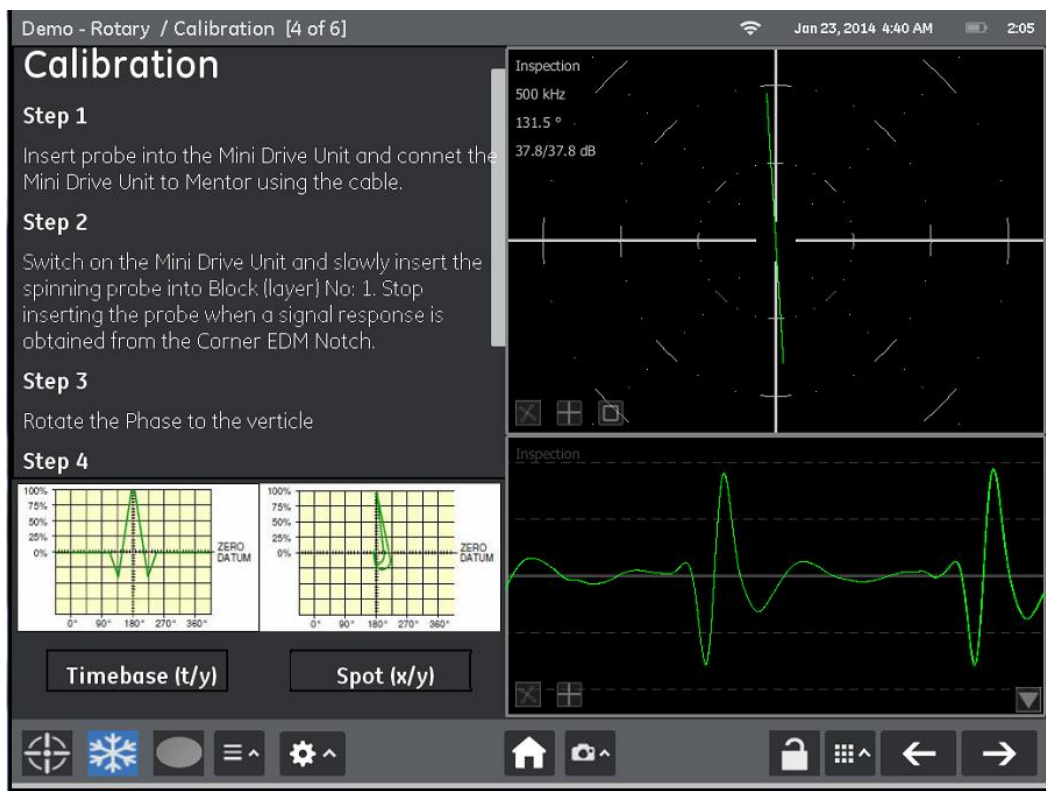 Demo - Rotary / Calibration [4 of 6]
Jan 23, 2014 4:40 AM
2:05
Calibration
Step 1
Insert probe into the Mini Drive Unit and connet the
Mini Drive Unit to Mentor using the cable.
Step 2
Switch on the Mini Drive Unit and slowly insert the
spinning probe into Block (layer) No: 1. Stop
inserting the probe when a signal response is
obtained from the Corner EDM Notch.
Step 3
Rotate the Phase to the verticle
Step 4
100%
75%
50%
25%
0%
ZERO
DATUM
0° 90° 180° 270° 360°
100%
75%
50%
25%
0%
ZERO
DATUM
0° 90° 180° 270° 360°
Timebase (t/y)
Spot (x/y)
Inspection
500 kHz
131.5 °
37.8/37.8 dB
Inspection